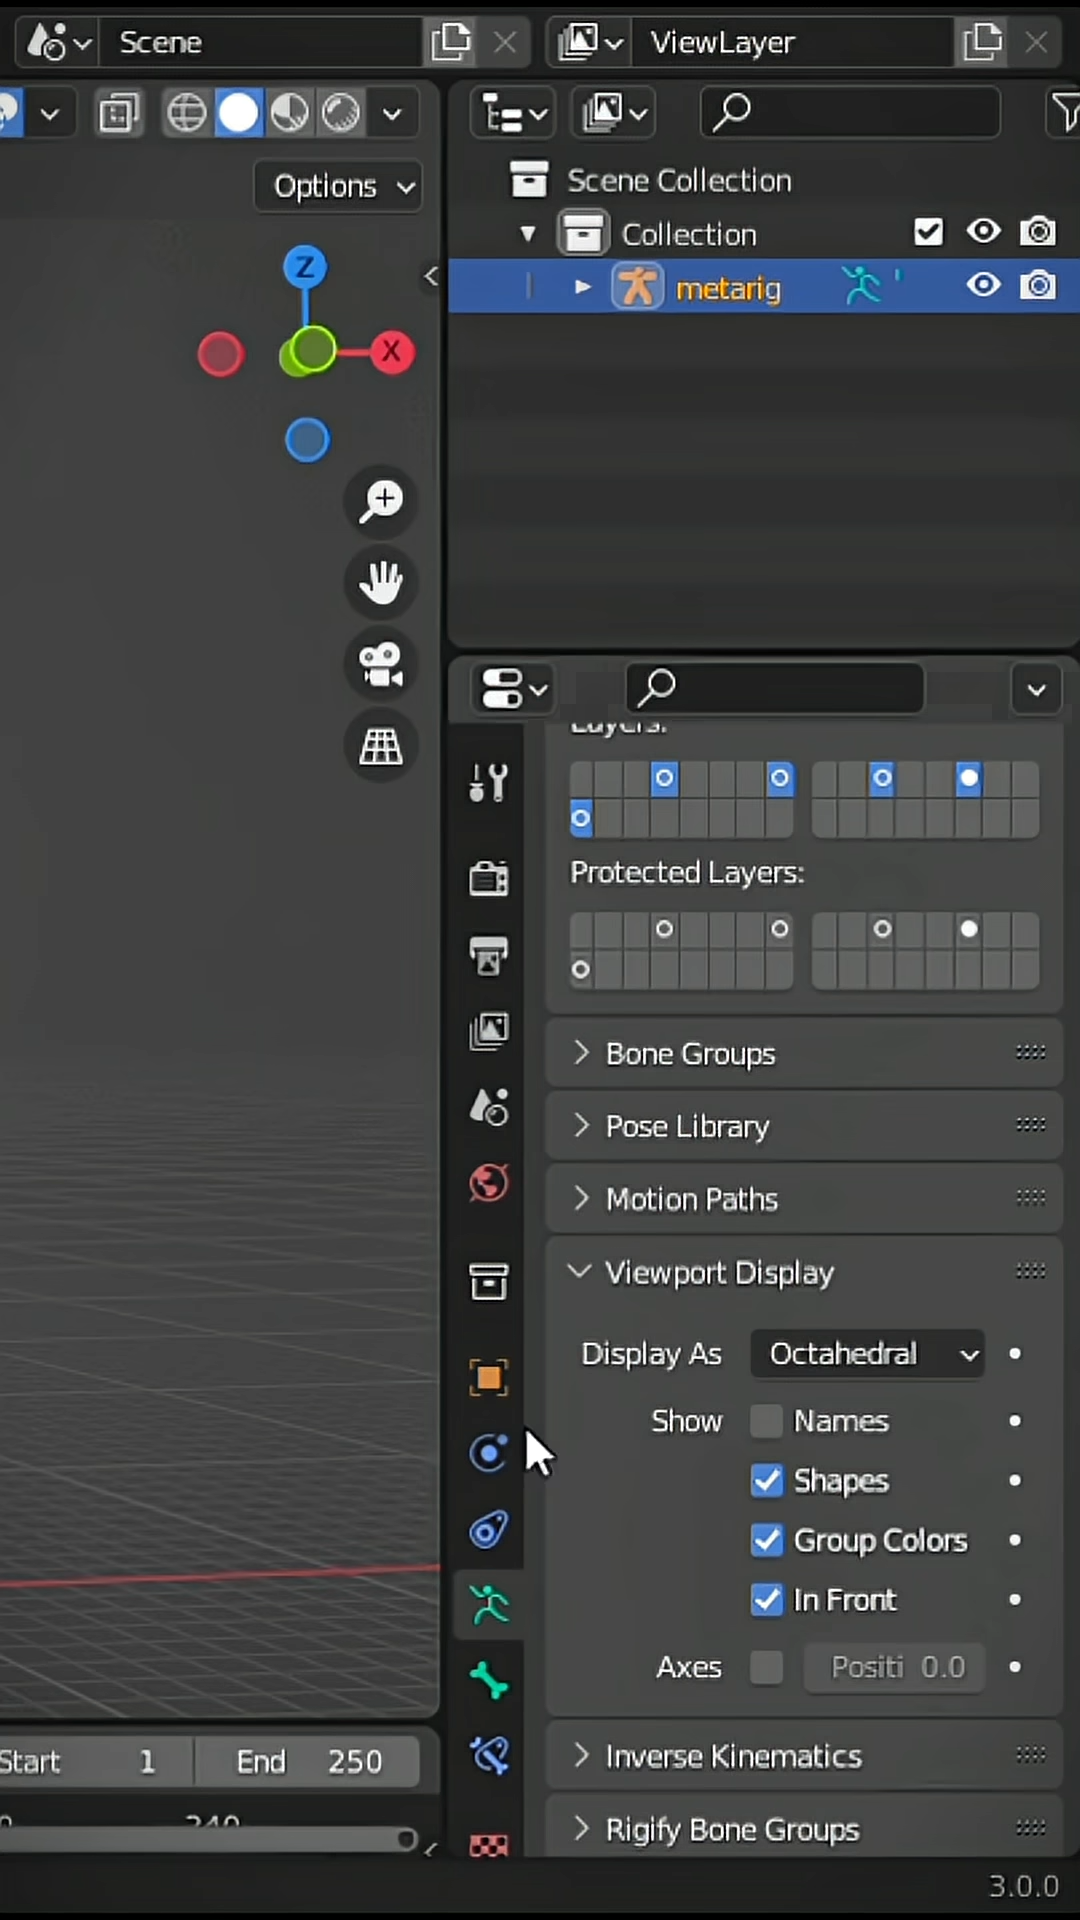 Scene
ViewLayer
Options
Scene Collection
Collection
metarig
Z
X
Layers:
Protected Layers:
Bone Groups
Pose Library
Motion Paths
Viewport Display
Display As Octahedral
Show Names
Shapes
Group Colors
In Front
Axes Positi 0.0
Inverse Kinematics
Rigify Bone Groups
Start 1 End 250
240
3.0.0